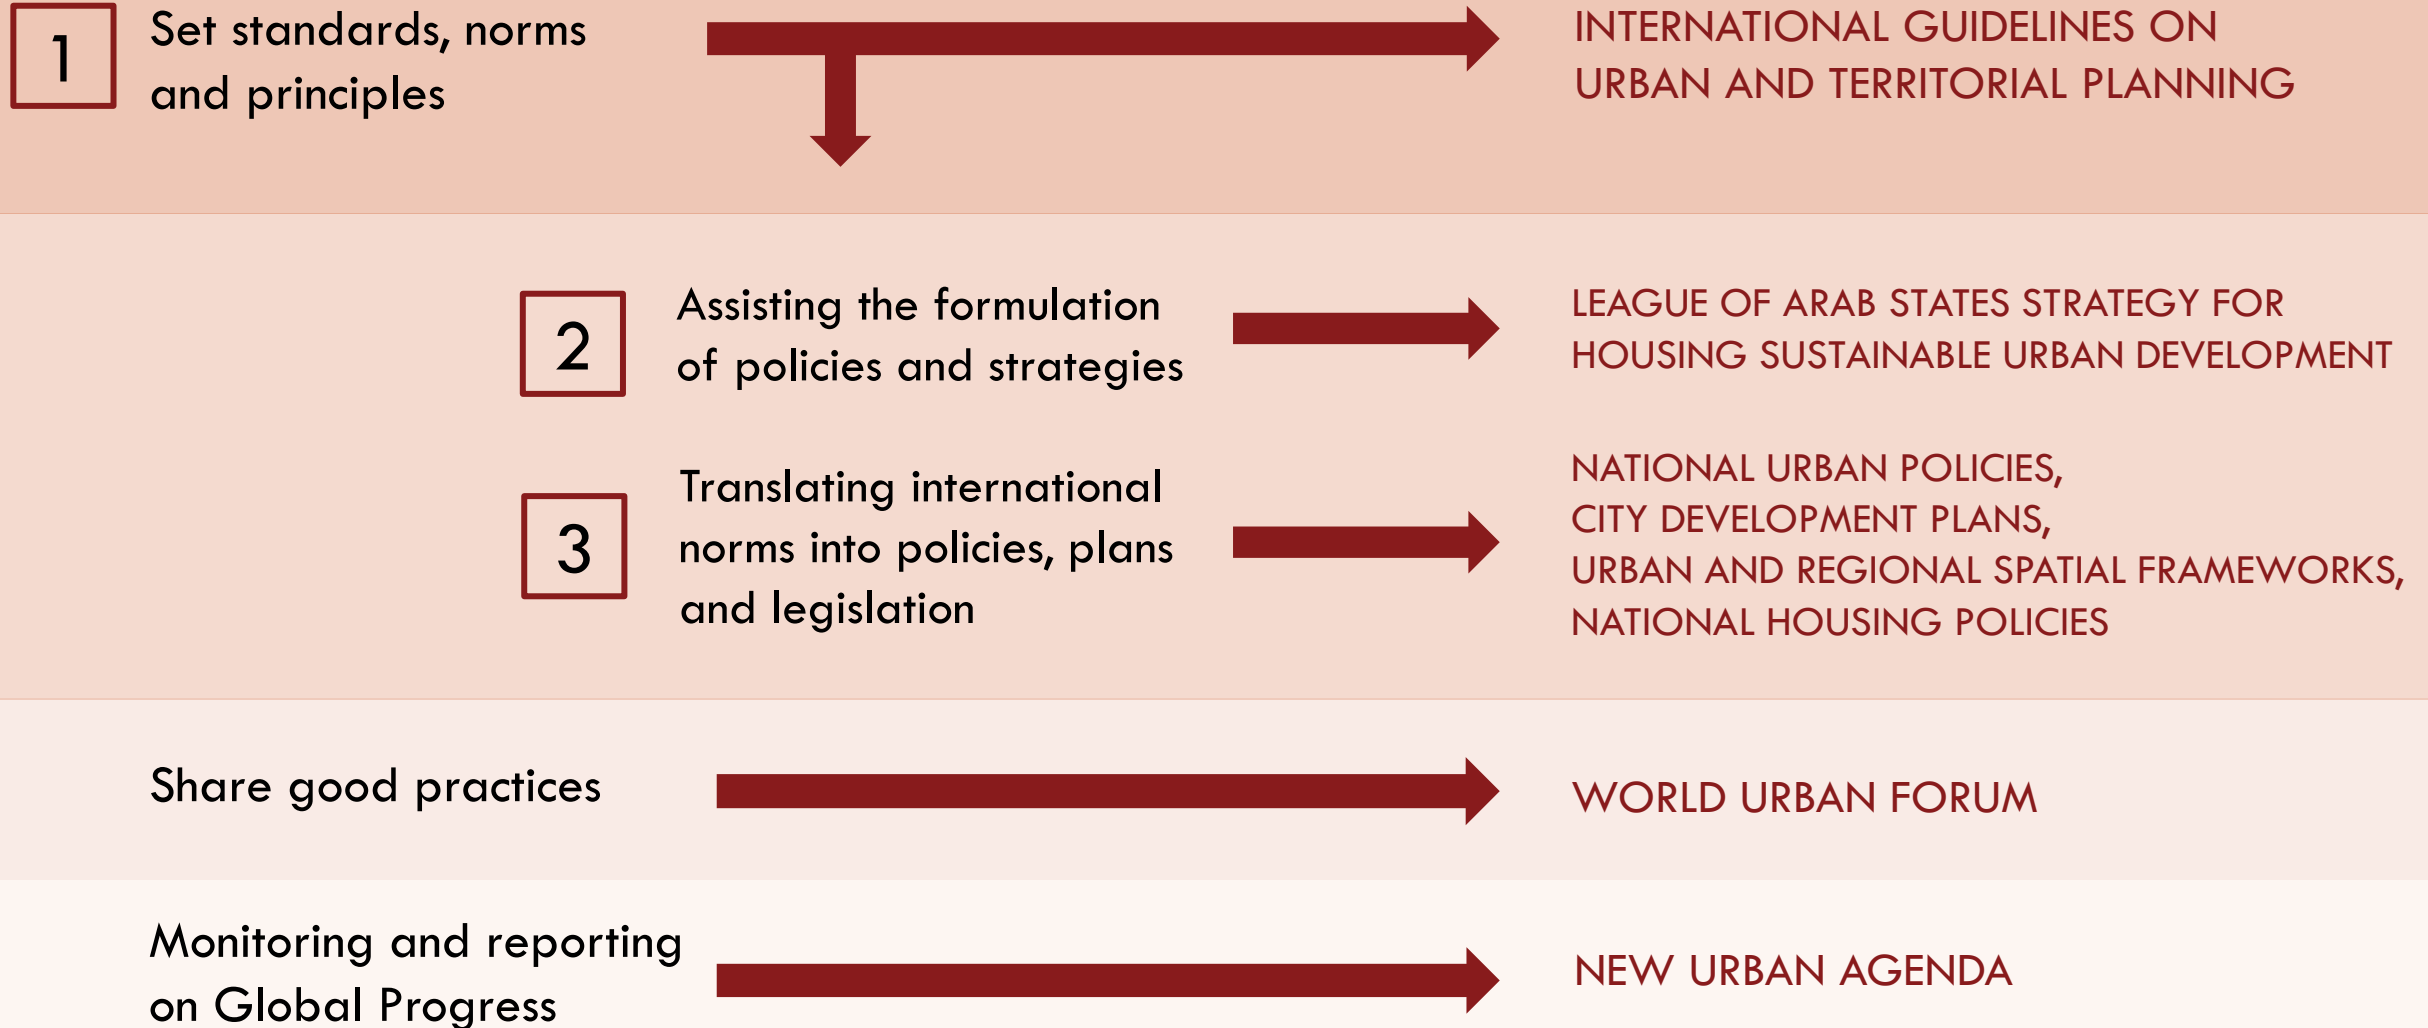 1
Set standards, norms
and principles
INTERNATIONAL GUIDELINES ON
URBAN AND TERRITORIAL PLANNING
2
Assisting the formulation
of policies and strategies
LEAGUE OF ARAB STATES STRATEGY FOR
HOUSING SUSTAINABLE URBAN DEVELOPMENT
3
Translating international
norms into policies, plans
and legislation
NATIONAL URBAN POLICIES,
CITY DEVELOPMENT PLANS,
URBAN AND REGIONAL SPATIAL FRAMEWORKS,
NATIONAL HOUSING POLICIES
Share good practices
WORLD URBAN FORUM
Monitoring and reporting
on Global Progress
NEW URBAN AGENDA